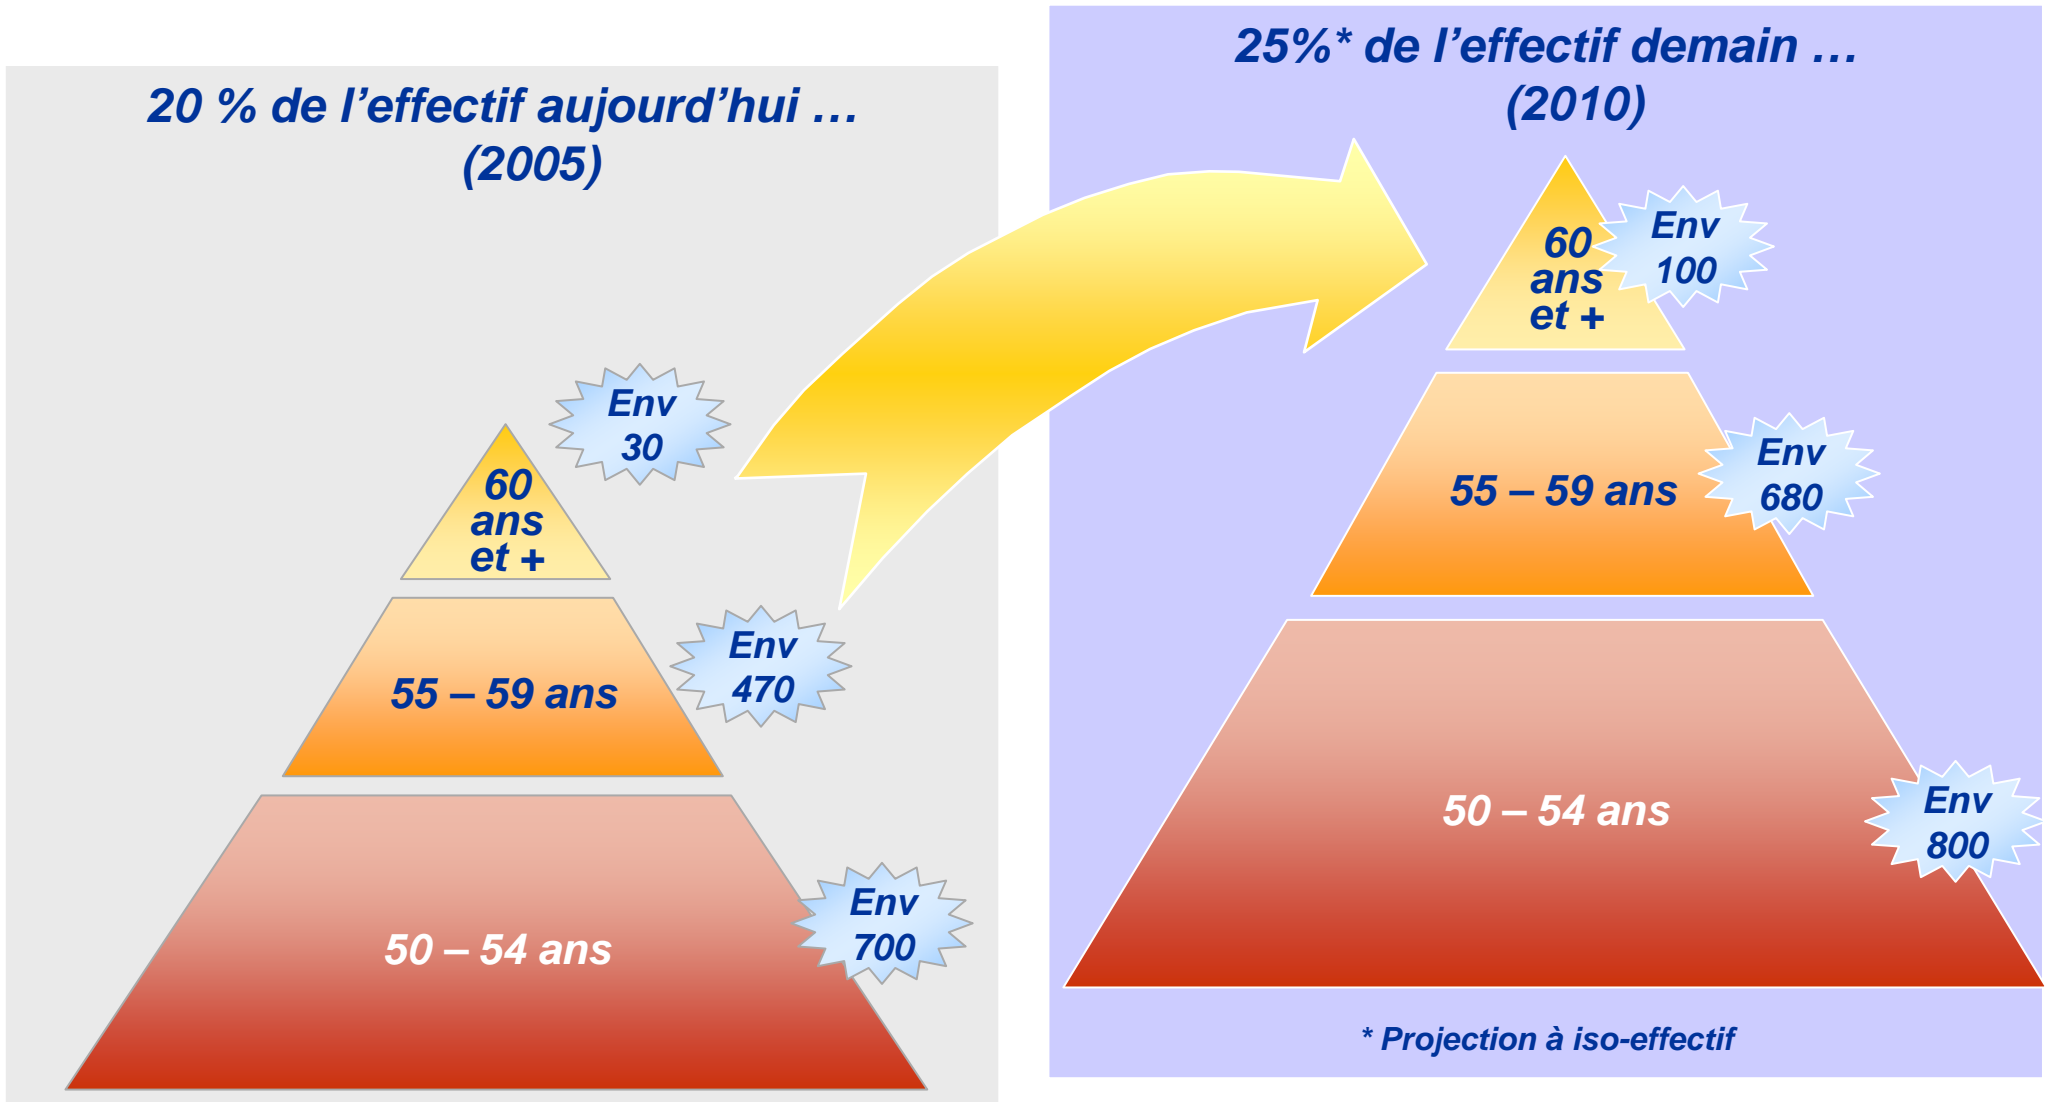 20 % de l’effectif aujourd’hui …
(2005)
Env
30
60
ans
et +
Env
470
55 – 59 ans
Env
700
50 – 54 ans
25%* de l’effectif demain …
(2010)
Env
100
60
ans
et +
Env
680
55 – 59 ans
Env
800
50 – 54 ans
* Projection à iso-effectif